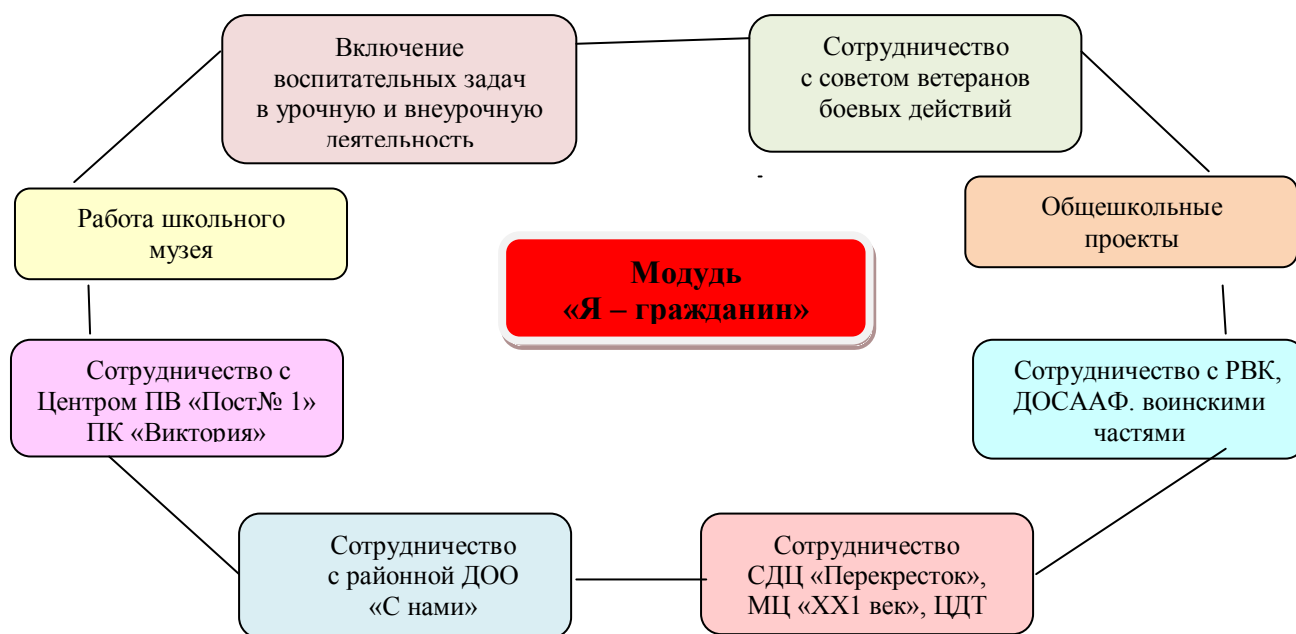 Включение
воспитательных задач
в урочную и внеурочную
деятельность
Сотрудничество
с советом ветеранов
боевых действий
Работа школьного
музея
Общешкольные
проекты
Модудь
«Я – гражданин»
Сотрудничество с
Центром ПВ «Пост№ 1»
ПК «Виктория»
Сотрудничество с РВК,
ДОСААФ. воинскими
частями
Сотрудничество
с районной ДОО
«С нами»
Сотрудничество
СДЦ «Перекресток»,
МЦ «XX1 век», ЦДТ